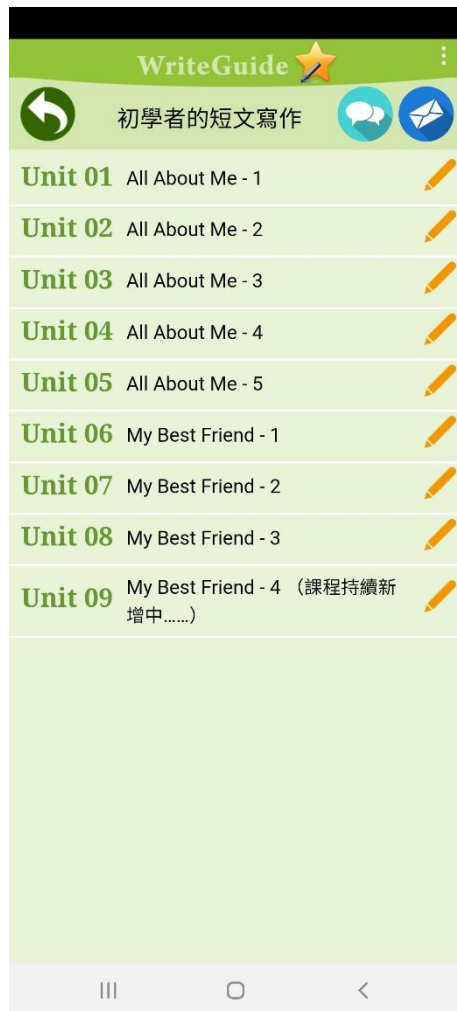 WriteGuide
初學者的短文寫作
Unit 01 All About Me - 1
Unit 02 All About Me - 2
Unit 03 All About Me - 3
Unit 04 All About Me - 4
Unit 05 All About Me - 5
Unit 06 My Best Friend - 1
Unit 07 My Best Friend - 2
Unit 08 My Best Friend - 3
Unit 09 My Best Friend - 4 （課程持續新
增中......）